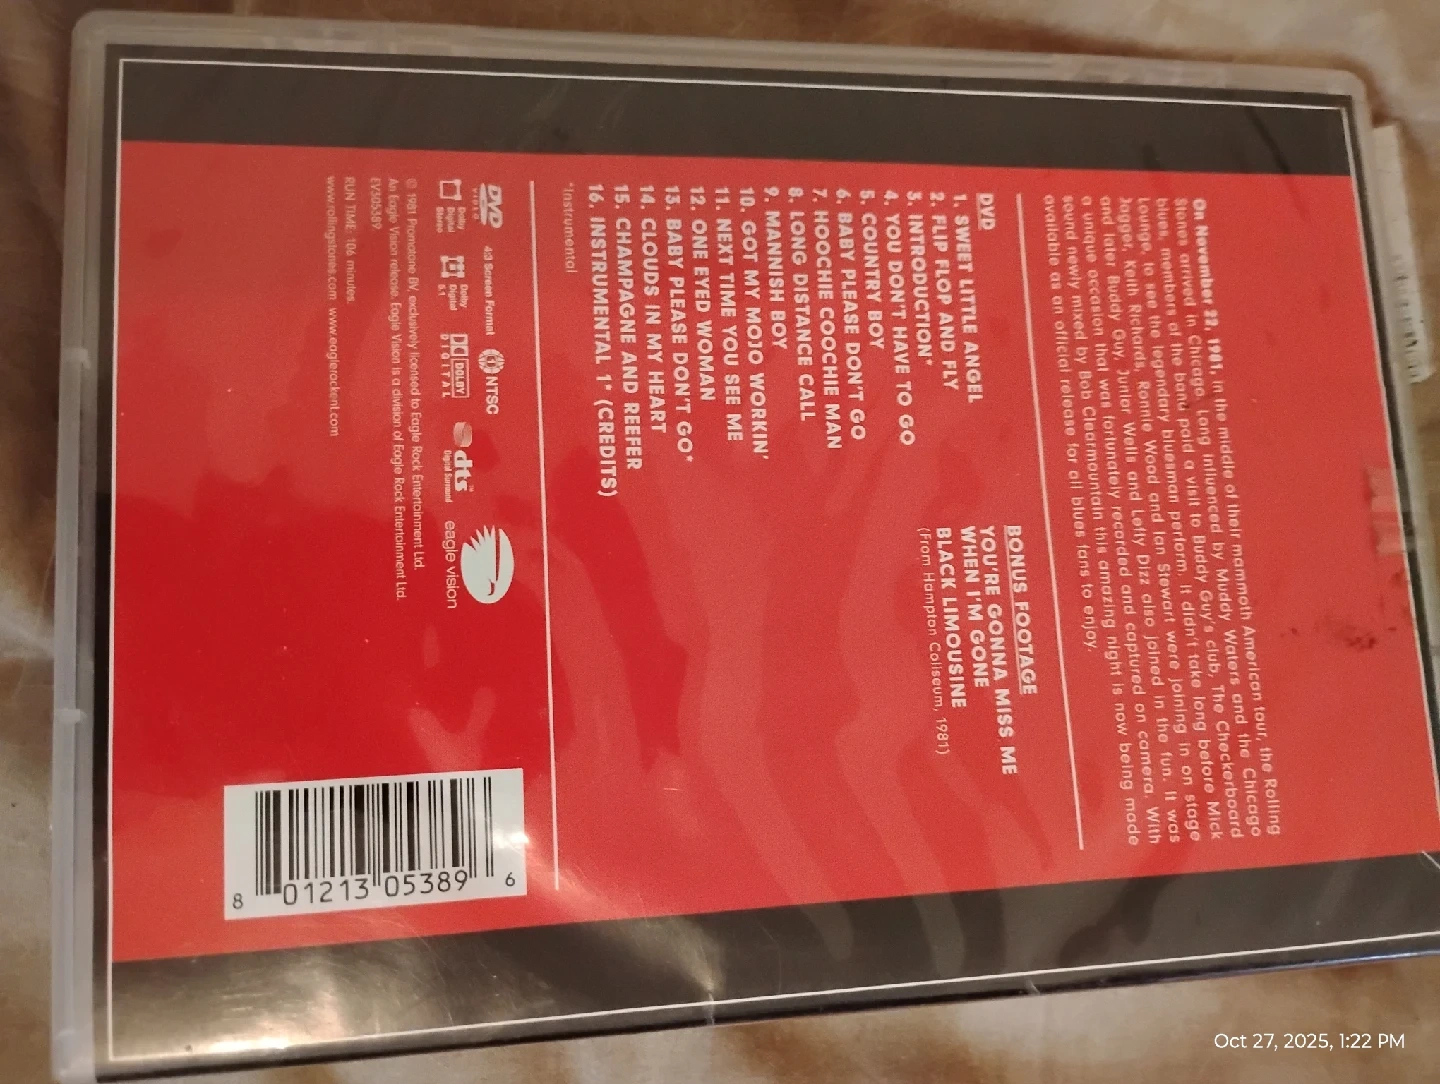 On November 22, 1981, in the middle of their mammoth American tour, the Rolling
Stones arrived in Chicago. Long influenced by Muddy Waters and the Chicago
blues, members of the band paid a visit to Buddy Guy's club, The Checkerboard
Lounge, to see the legendary bluesman perform. It didn't take long before Mick
Jagger, Keith Richards, Ronnie Wood and Ian Stewart were joining in on stage
and later Buddy Guy, Junior Wells and Lefty Dizz also joined in the fun. It was
a unique occasion that was fortunately recorded and captured on camera. With
sound newly mixed by Bob Clearmountain, this amazing night is now being made
available as an official release for all blues fans to enjoy.
DVD
1. SWEET LITTLE ANGEL
2. FLIP FLOP AND FLY
3. INTRODUCTION*
4. YOU DON'T HAVE TO GO
5. COUNTRY BOY
6. BABY PLEASE DON'T GO
7. HOOCHIE COOCHIE MAN
8. LONG DISTANCE CALL
9. MANNISH BOY
10. GOT MY MOJO WORKIN'
11. NEXT TIME YOU SEE ME
12. ONE EYED WOMAN
13. BABY PLEASE DON'T GO*
14. CLOUDS IN MY HEART
15. CHAMPAGNE AND REEFER
16. INSTRUMENTAL 1* (CREDITS)
*Instrumental
BONUS FOOTAGE
YOU'RE GONNA MISS ME
WHEN I'M GONE
BLACK LIMOUSINE
(From Hampton Coliseum, 1981)
DVD VIDEO
4:3 Screen Format
NTSC
Dolby Digital Stereo
Dolby Digital 5.1
DOLBY DIGITAL
dts Digital Surround
eagle vision
© 1981 Promotone BV, exclusively licensed to Eagle Rock Entertainment Ltd.
An Eagle Vision release. Eagle Vision is a division of Eagle Rock Entertainment Ltd.
EV305389
RUN TIME: 106 minutes.
www.rollingstones.com www.eaglerockent.com
8 01213 05389 6
Oct 27, 2025, 1:22 PM